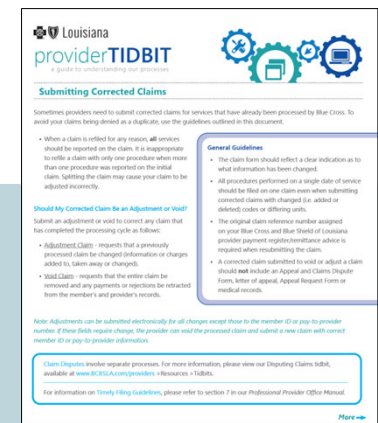 Louisiana
providerTIDBIT
a guide to understanding our processes
Submitting Corrected Claims
Sometimes providers need to submit corrected claims for services that have already been processed by Blue Cross. To
avoid your claims being denied as a duplicate, use the guidelines outlined in this document.
• When a claim is refiled for any reason, all services
should be reported on the claim. It is inappropriate
to refile a claim with only one procedure when more
than one procedure was reported on the initial
claim. Splitting the claim may cause your claim to be
adjusted incorrectly.
Should My Corrected Claim Be an Adjustment or Void?
Submit an adjustment or void to correct any claim that
has completed the processing cycle as follows:
• Adjustment Claim - requests that a previously
processed claim be changed (information or charges
added to, taken away or changed).
• Void Claim - requests that the entire claim be
removed and any payments or rejections be retracted
from the member's and provider's records.
General Guidelines
• The claim form should reflect a clear indication as to
what information has been changed.
• All procedures performed on a single date of service
should be filed on one claim even when submitting
corrected claims with changed (i.e. added or
deleted) codes or differing units.
• The original claim reference number assigned
on your Blue Cross and Blue Shield of Louisiana
provider payment register/remittance advice is
required when resubmitting the claim.
• A corrected claim submitted to void or adjust a claim
should not include an Appeal and Claims Dispute
Form, letter of appeal, Appeal Request Form or
medical records.
Note: Adjustments can be submitted electronically for all changes except those to the member ID or pay-to-provider
number. If these fields require change, the provider can void the processed claim and submit a new claim with correct
member ID or pay-to-provider information.
Claim Disputes involve separate processes. For more information, please view our Disputing Claims tidbit,
available at www.BCBSLA.com/providers >Resources >Tidbits.
For information on Timely Filing Guidelines, please refer to section 7 in our Professional Provider Office Manual.
More